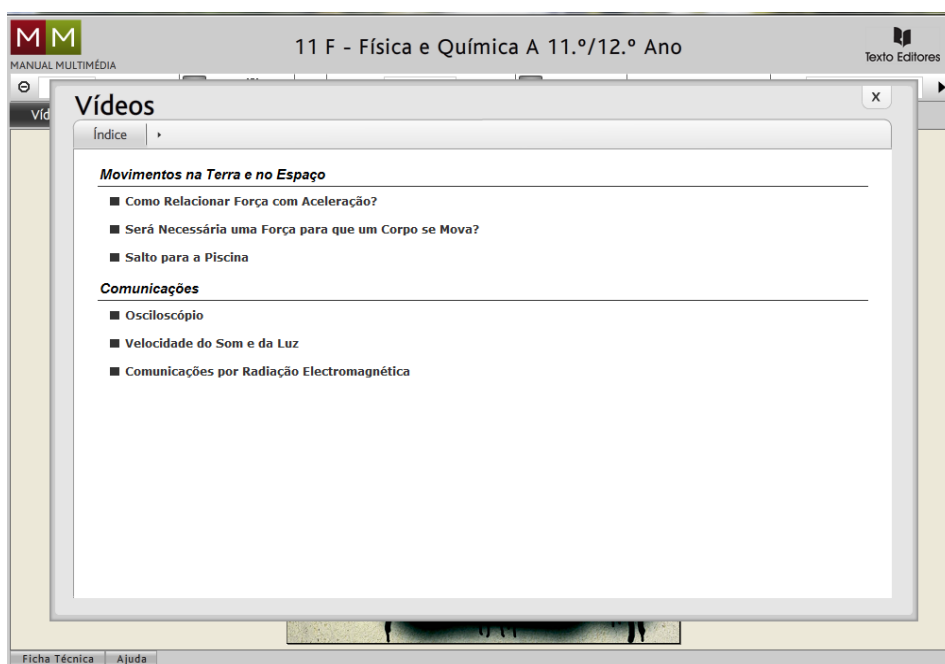 MM
MANUAL MULTIMÉDIA
11 F - Física e Química A 11.º/12.º Ano
Texto Editores
Vídeos
X
Índice
Movimentos na Terra e no Espaço
Como Relacionar Força com Aceleração?
Será Necessária uma Força para que um Corpo se Mova?
Salto para a Piscina
Comunicações
Osciloscópio
Velocidade do Som e da Luz
Comunicações por Radiação Electromagnética
Ficha Técnica Ajuda